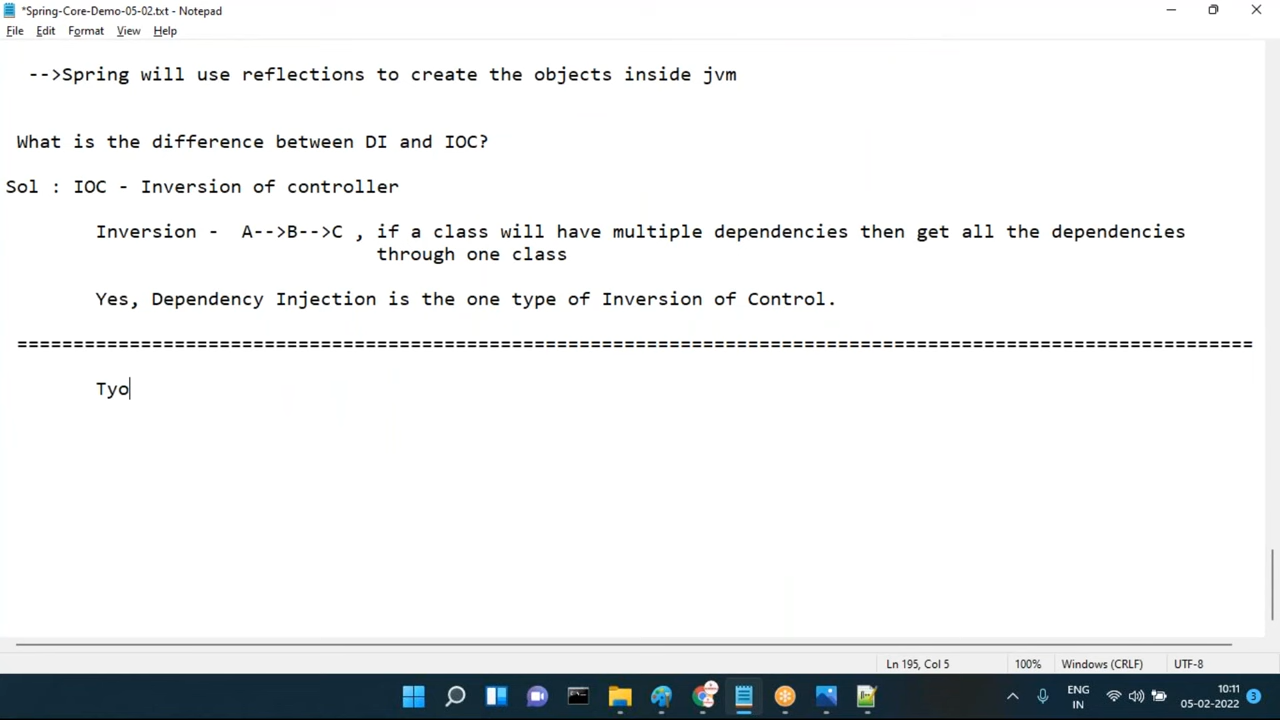 *Spring-Core-Demo-05-02.txt - Notepad
File Edit Format View Help
-->Spring will use reflections to create the objects inside jvm
What is the difference between DI and IOC?
Sol : IOC - Inversion of controller
Inversion - A-->B-->C , if a class will have multiple dependencies then get all the dependencies
through one class
Yes, Dependency Injection is the one type of Inversion of Control.
==============================================================================================================
Tyo
Ln 195, Col 5 100% Windows (CRLF) UTF-8
ENG
IN
10:11
05-02-2022
3